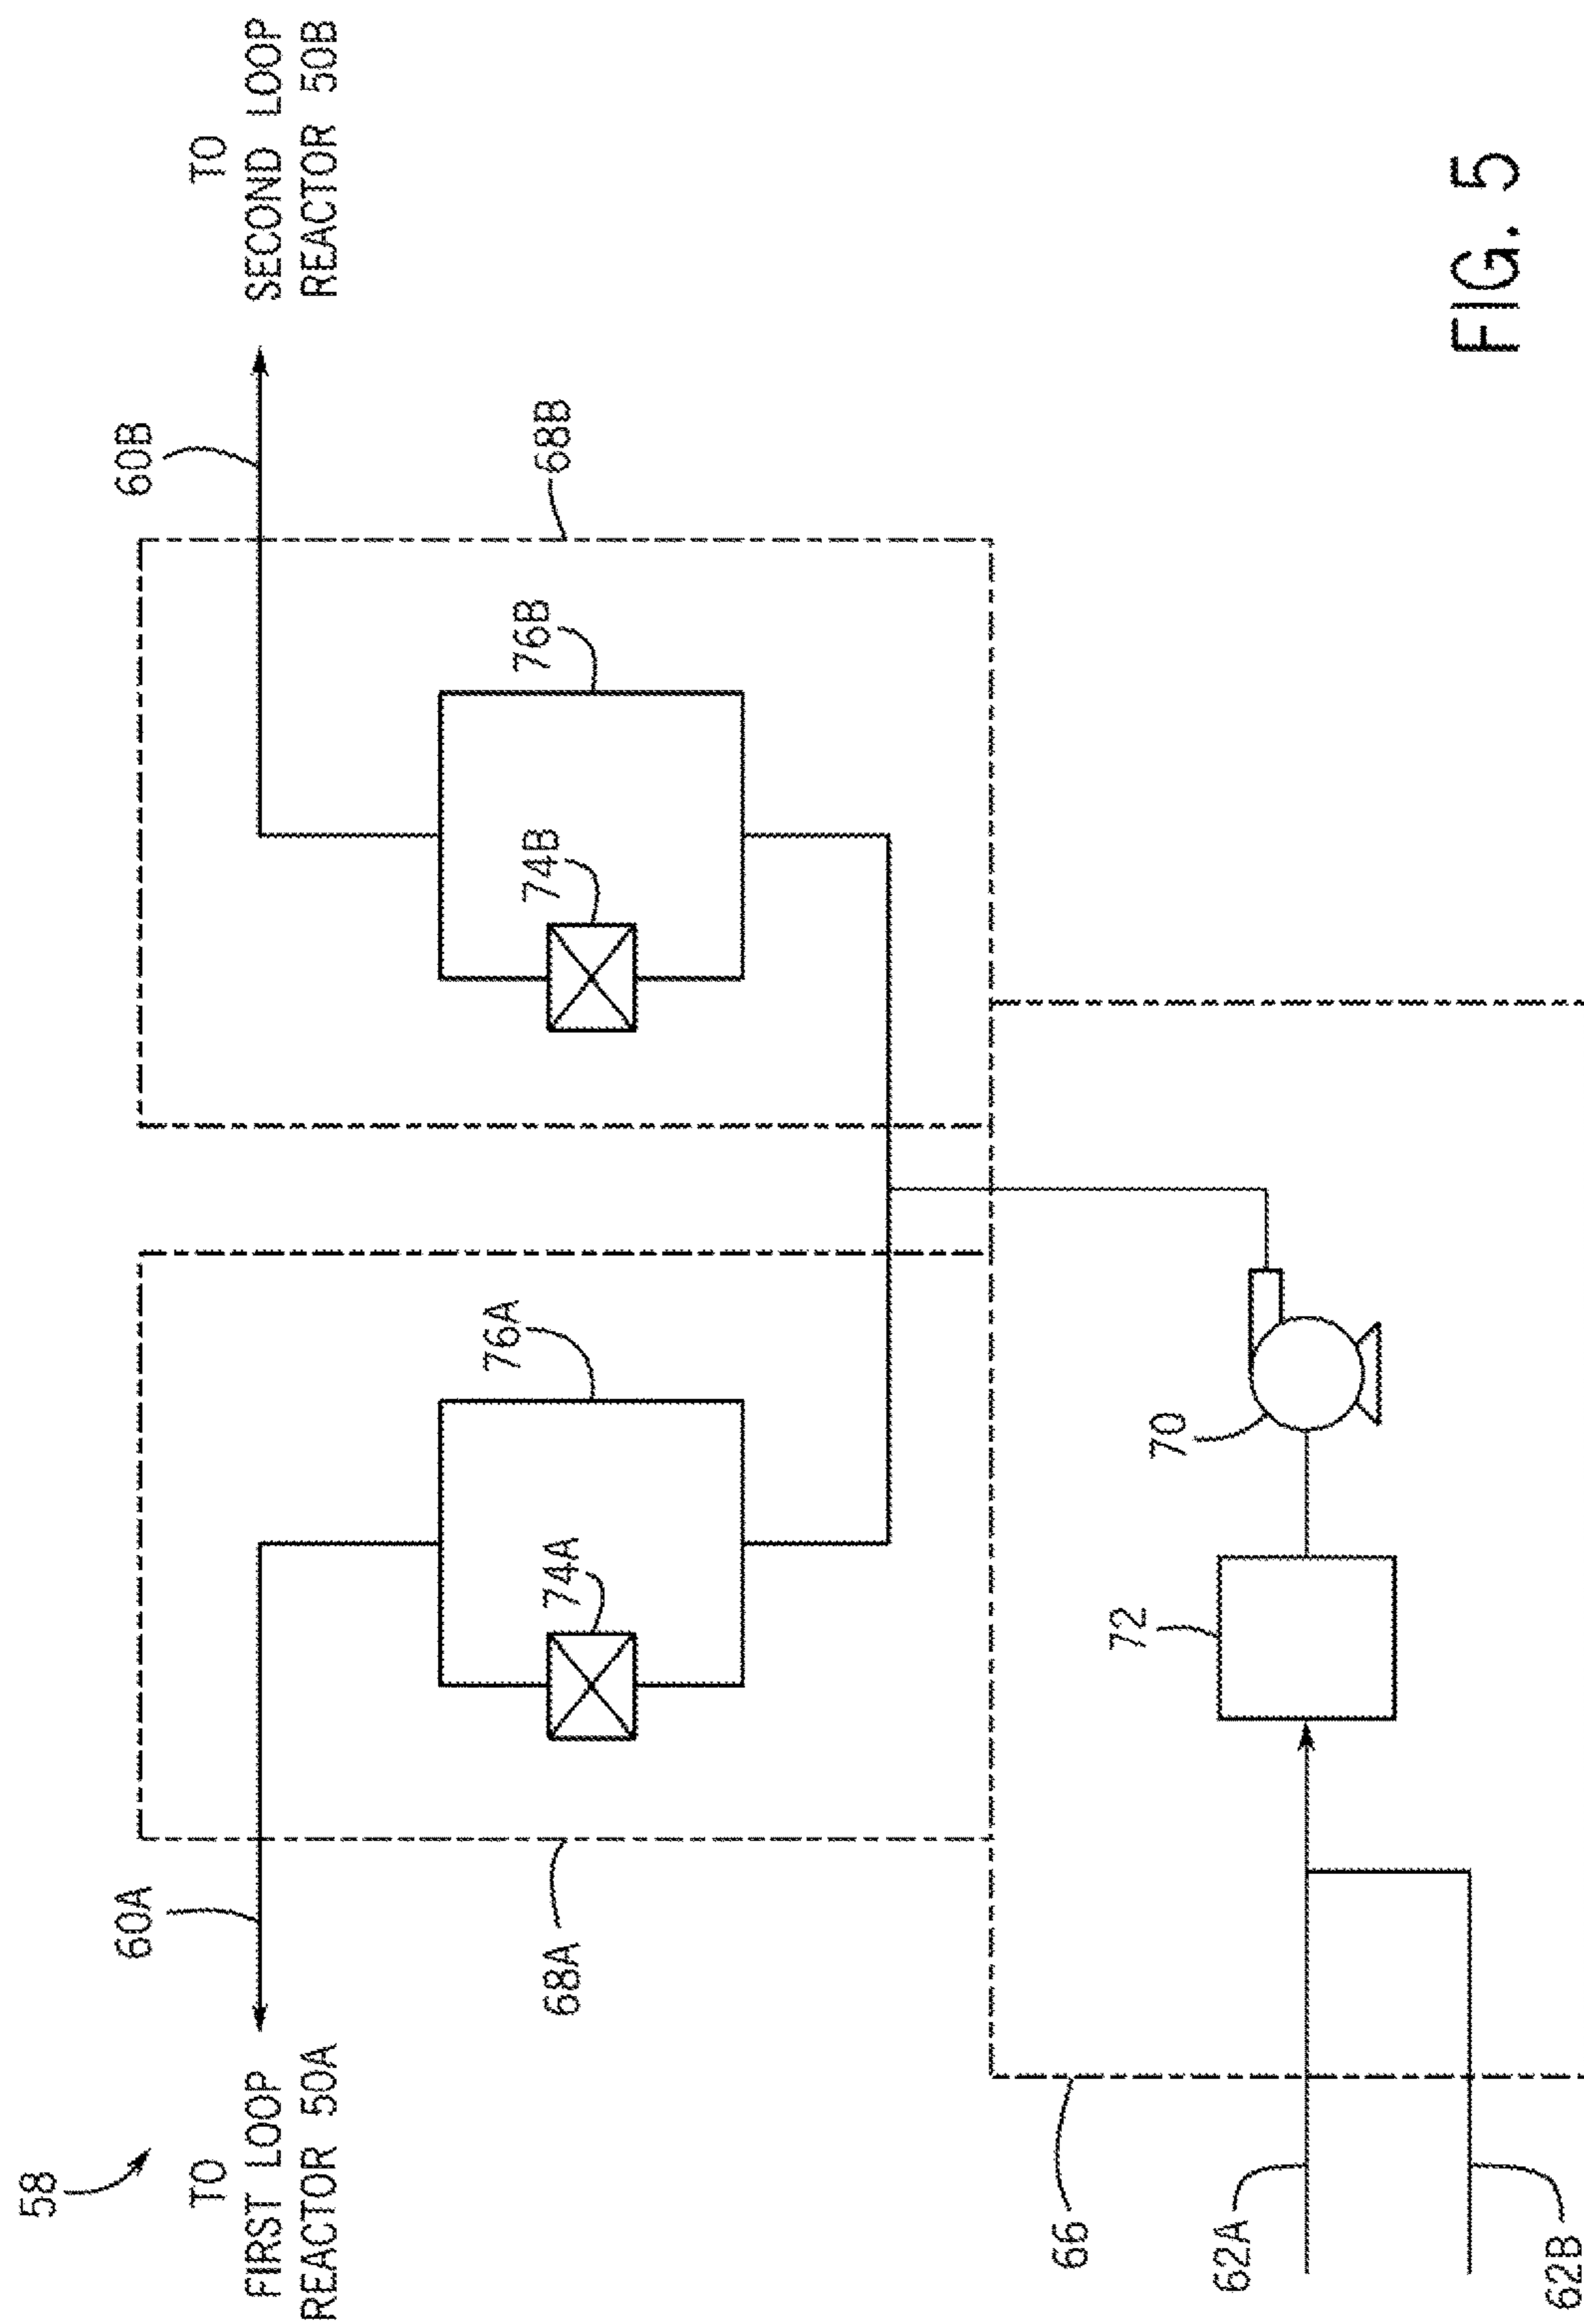 58
TO
FIRST LOOP
REACTOR 50A
60A
60B
TO
SECOND LOOP
REACTOR 50B
68A
74A
76A
74B
76B
68B
66
72
70
62A
62B
FIG. 5